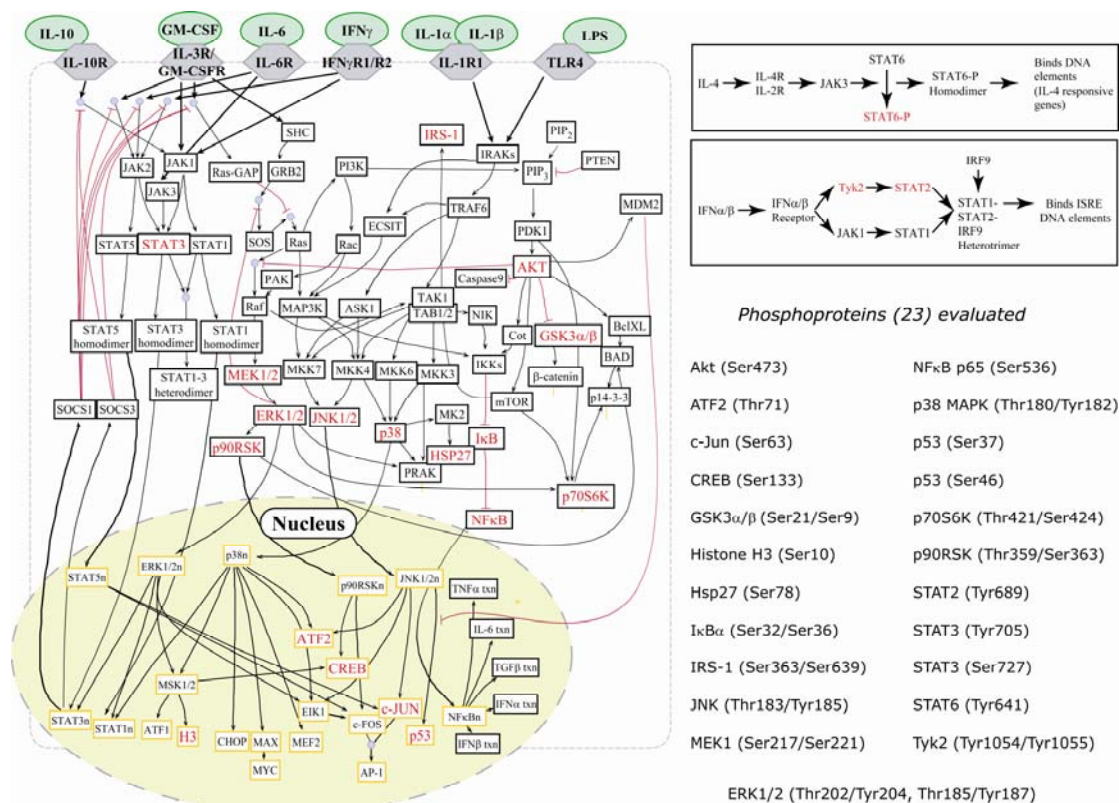 IL-10
GM-CSF
IL-6
IFNγ
IL-1α
IL-1β
LPS
IL-10R
IL-3R/
GM-CSFR
IL-6R
IFNγR1/R2
IL-1R1
TLR4
SHC
IRS-1
IRAKs
PIP2
PTEN
JAK2
JAK1
Ras-GAP
GRB2
PI3K
PIP3
JAK3
TRAF6
MDM2
STAT5
STAT3
STAT1
SOS
Ras
Rac
ECSIT
PDK1
PAK
Caspase9
AKT
Raf
MAP3K
ASK1
TAK1
TAB1/2
NIK
Cot
GSK3α/β
BclXL
STAT5
homodimer
STAT3
homodimer
STAT1
homodimer
IKKs
BAD
STAT1-3
heterodimer
MEK1/2
MKK7
MKK4
MKK6
MKK3
β-catenin
mTOR
p14-3-3
SOCS1
SOCS3
ERK1/2
JNK1/2
MK2
p38
IκB
p90RSK
HSP27
PRAK
p70S6K
NFκB
Nucleus
ERK1/2n
p38n
STAT5n
p90RSKn
JNK1/2n
TNFα txn
ATF2
IL-6 txn
CREB
TGFβ txn
MSK1/2
IFNα txn
STAT3n
STAT1n
ATF1
H3
EIK1
c-JUN
c-FOS
p53
NFκBn
CHOP
MAX
MEF2
IFNβ txn
MYC
AP-1
STAT6
IL-4
IL-4R
IL-2R
JAK3
STAT6-P
Homodimer
Binds DNA
elements
(IL-4 responsive
genes)
STAT6-P
IRF9
Tyk2
STAT2
IFNα/β
IFNα/β
Receptor
STAT1-
STAT2-
IRF9
Heterotrimer
Binds ISRE
DNA elements
JAK1
STAT1
Phosphoproteins (23) evaluated
Akt (Ser473)
ATF2 (Thr71)
c-Jun (Ser63)
CREB (Ser133)
GSK3α/β (Ser21/Ser9)
Histone H3 (Ser10)
Hsp27 (Ser78)
IκBα (Ser32/Ser36)
IRS-1 (Ser363/Ser639)
JNK (Thr183/Tyr185)
MEK1 (Ser217/Ser221)
NFκB p65 (Ser536)
p38 MAPK (Thr180/Tyr182)
p53 (Ser37)
p53 (Ser46)
p70S6K (Thr421/Ser424)
p90RSK (Thr359/Ser363)
STAT2 (Tyr689)
STAT3 (Tyr705)
STAT3 (Ser727)
STAT6 (Tyr641)
Tyk2 (Tyr1054/Tyr1055)
ERK1/2 (Thr202/Tyr204, Thr185/Tyr187)